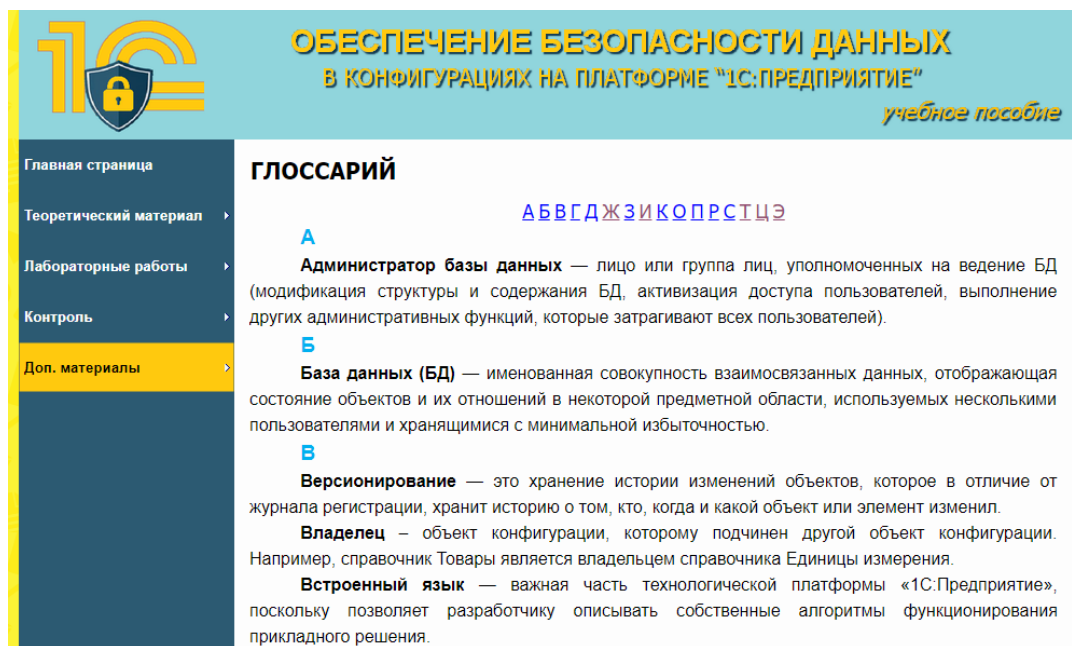 1С
ОБЕСПЕЧЕНИЕ БЕЗОПАСНОСТИ ДАННЫХ
В КОНФИГУРАЦИЯХ НА ПЛАТФОРМЕ "1С:ПРЕДПРИЯТИЕ"
учебное пособие
Главная страница
Теоретический материал
Лабораторные работы
Контроль
Доп. материалы
ГЛОССАРИЙ
А Б В Г Д Ж З И К О П Р С Т Ц Э
А
Администратор базы данных — лицо или группа лиц, уполномоченных на ведение БД
(модификация структуры и содержания БД, активизация доступа пользователей, выполнение
других административных функций, которые затрагивают всех пользователей).
Б
База данных (БД) — именованная совокупность взаимосвязанных данных, отображающая
состояние объектов и их отношений в некоторой предметной области, используемых несколькими
пользователями и хранящимися с минимальной избыточностью.
В
Версионирование — это хранение истории изменений объектов, которое в отличие от
журнала регистрации, хранит историю о том, кто, когда и какой объект или элемент изменил.
Владелец – объект конфигурации, которому подчинен другой объект конфигурации.
Например, справочник Товары является владельцем справочника Единицы измерения.
Встроенный язык — важная часть технологической платформы «1С:Предприятие»,
поскольку позволяет разработчику описывать собственные алгоритмы функционирования
прикладного решения.